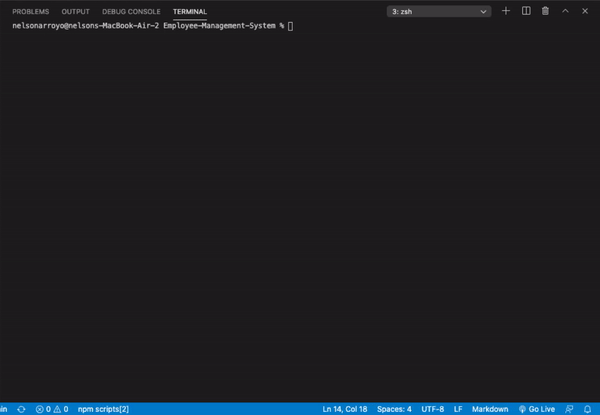 PROBLEMS OUTPUT DEBUG CONSOLE TERMINAL 3: zsh
nelsonarroyo@nelsons-MacBook-Air-2 Employee-Management-System %
in 0 0 npm scripts[2] Ln 14, Col 18 Spaces: 4 UTF-8 LF Markdown Go Live